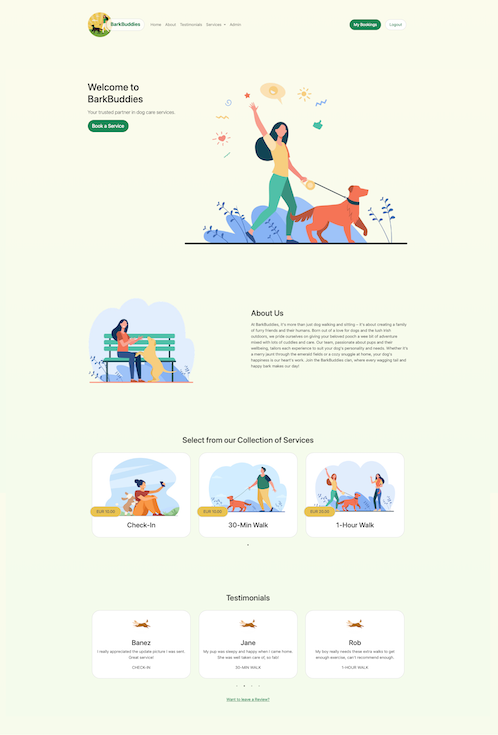 BarkBuddies
Home
About
Testimonials
Services
Admin
My Bookings
Logout
Welcome to
BarkBuddies
Your trusted partner in dog care services.
Book a Service
About Us
At BarkBuddies, it's more than just dog walking and sitting – it's about creating a family
of furry friends and their humans. Born out of a love for dogs and the lush Irish
outdoors, we pride ourselves on giving your beloved pooch a wee bit of adventure
mixed with lots of cuddles and care. Our team, passionate about pups and their
wellbeing, tailors each experience to suit your dog's personality and needs. Whether it's
a merry jaunt through the emerald fields or a cosy snuggle at home, your dog's
happiness is our heart's work. Join the BarkBuddies clan, where every wagging tail and
happy bark makes our day!
Select from our Collection of Services
EUR 10.00
Check-In
EUR 10.00
30-Min Walk
EUR 20.00
1-Hour Walk
Testimonials
Banez
I really appreciated the update picture I was sent.
Great service!
CHECK-IN
Jane
My pup was sleepy and happy when I came home.
She was well taken care of, so fab!
30-MIN WALK
Rob
My boy really needs these extra walks to get
enough exercise, can't recommend enough
1-HOUR WALK
Want to leave a Review?